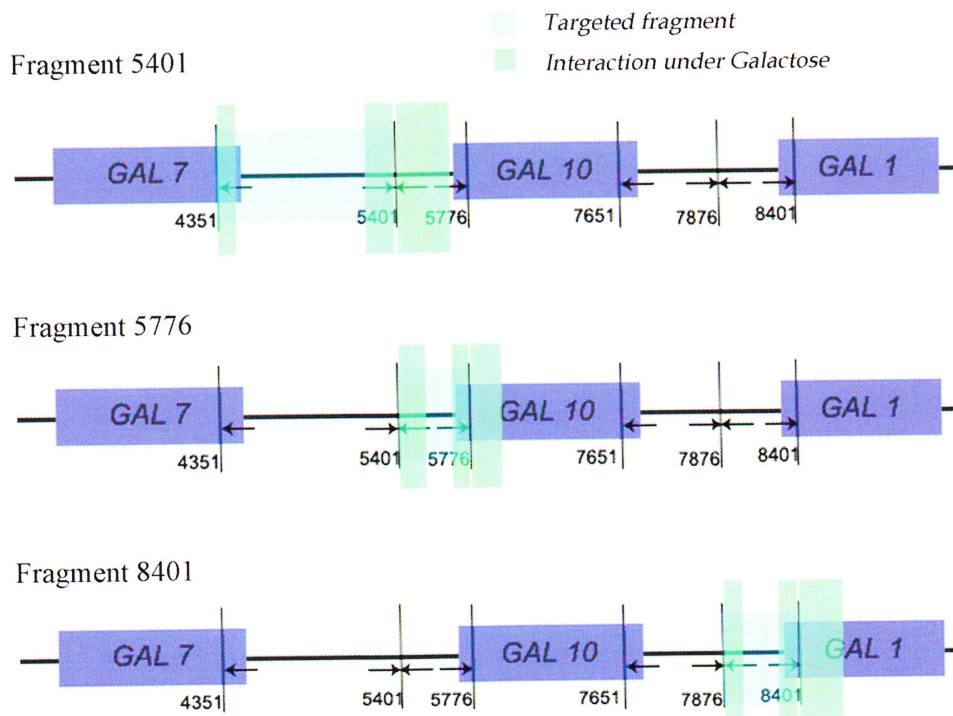 Targeted fragment
Interaction under Galactose
Fragment 5401
GAL 7
GAL 10
GAL 1
4351
5401
5776
7651
7876
8401
Fragment 5776
GAL 7
GAL 10
GAL 1
4351
5401
5776
7651
7876
8401
Fragment 8401
GAL 7
GAL 10
GAL 1
4351
5401
5776
7651
7876
8401